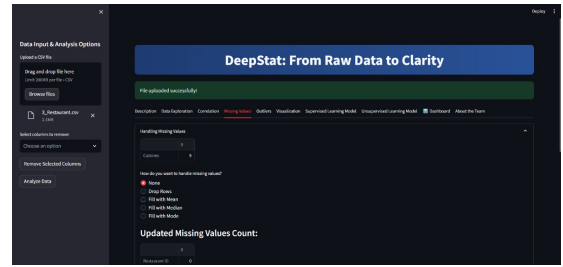 Deploy
Data Input & Analysis Options
Upload a CSV file
Drag and drop file here
Limit 200MB per file • CSV
Browse files
3_Restaurant.csv
Select columns to remove
Choose an option
Remove Selected Columns
Analyze Data
DeepStat: From Raw Data to Clarity
File uploaded successfully!
Description Data Exploration Correlation Missing Values Outliers Visualization Supervised Learning Model Unsupervised Learning Model Dashboard About the Team
Handling Missing Values
0
Cuisines 9
How do you want to handle missing values?
None
Drop Rows
Fill with Mean
Fill with Median
Fill with Mode
Updated Missing Values Count:
0
Restaurant ID 0